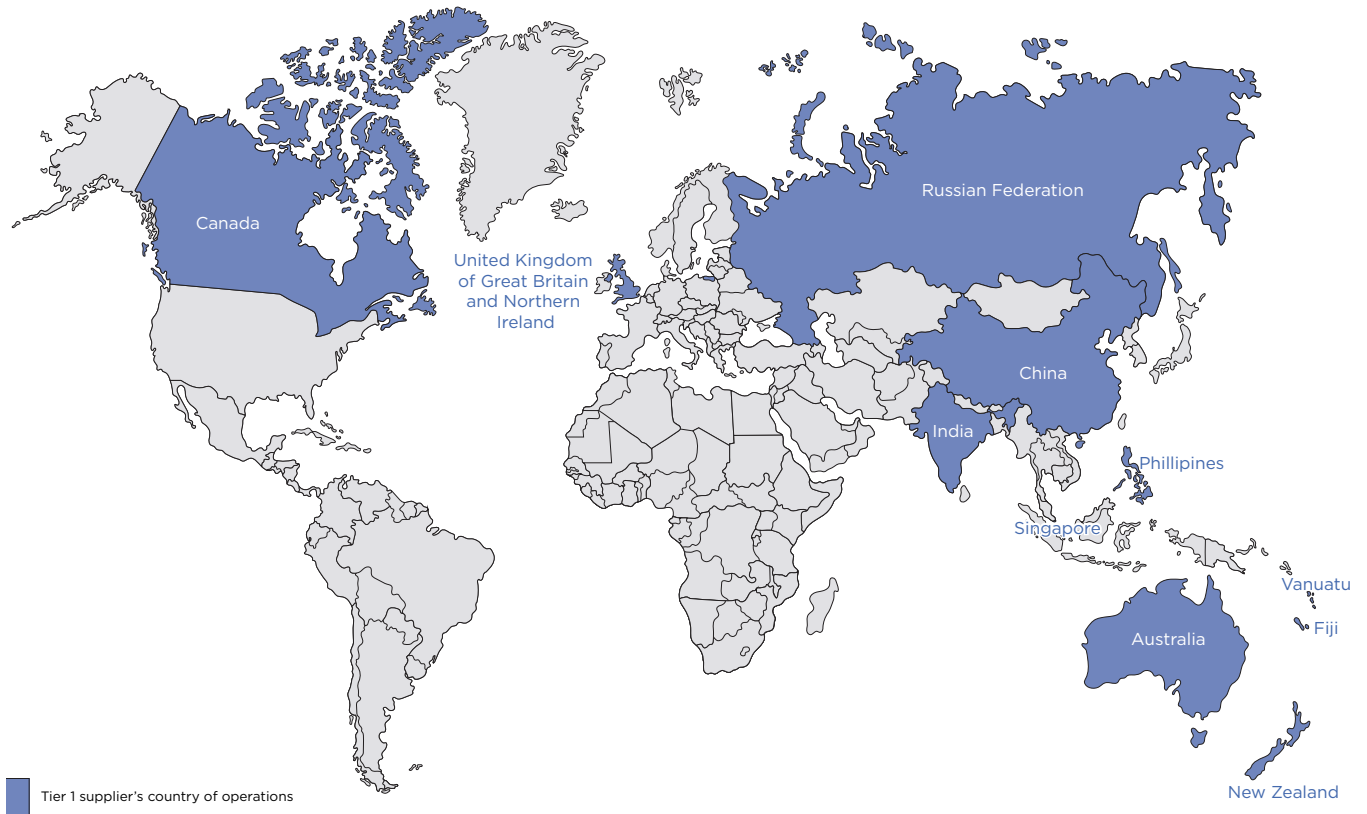 Canada
Russian Federation
United Kingdom
of Great Britain
and Northern
Ireland
China
India
Phillipines
Singapore
Vanuatu
Fiji
Australia
New Zealand
Tier 1 supplier’s country of operations